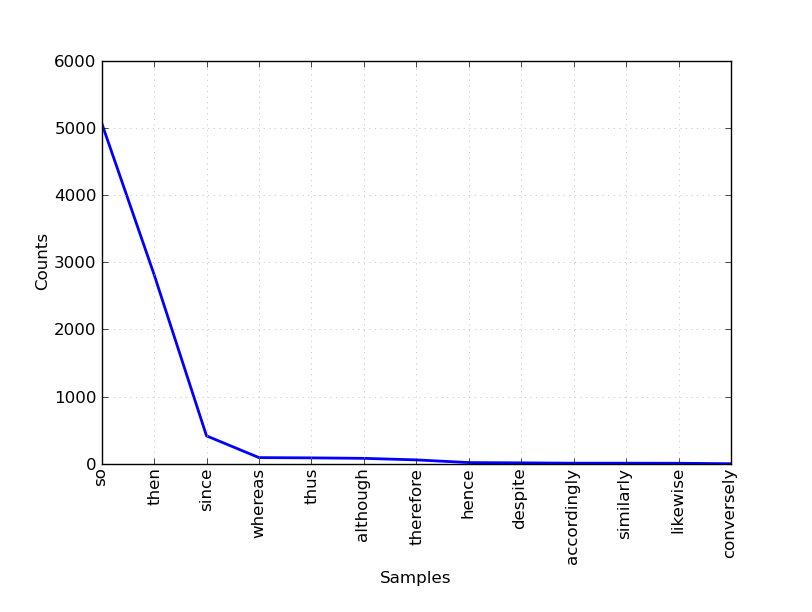 6000
5000
4000
3000
2000
1000
0
Counts
so
then
since
whereas
thus
although
therefore
hence
despite
accordingly
similarly
likewise
conversely
Samples